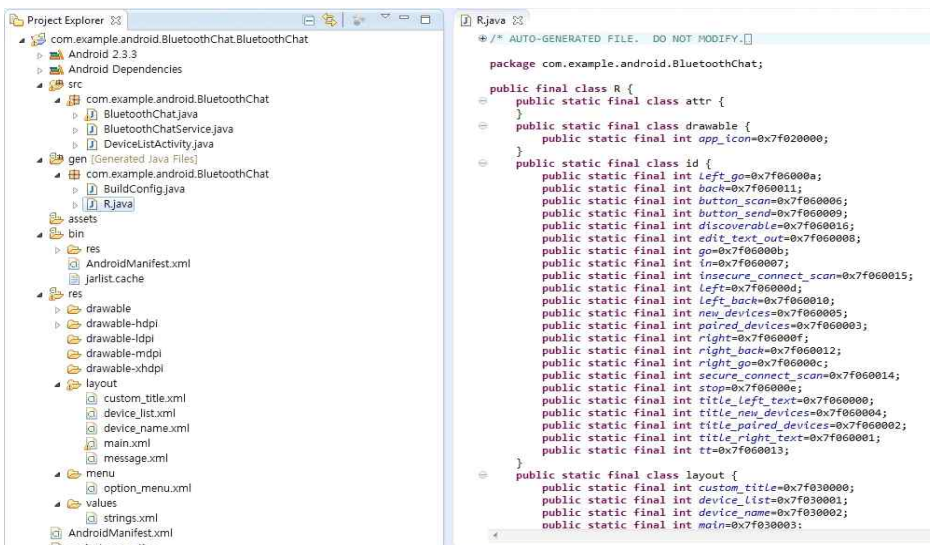 Project Explorer
com.example.android.BluetoothChat.BluetoothChat
Android 2.3.3
Android Dependencies
src
com.example.android.BluetoothChat
BluetoothChat.java
BluetoothChatService.java
DeviceListActivity.java
gen [Generated Java Files]
com.example.android.BluetoothChat
BuildConfig.java
R.java
assets
bin
res
AndroidManifest.xml
jarlist.cache
res
drawable
drawable-hdpi
drawable-ldpi
drawable-mdpi
drawable-xhdpi
layout
custom_title.xml
device_list.xml
device_name.xml
main.xml
message.xml
menu
option_menu.xml
values
strings.xml
AndroidManifest.xml
R.java
/* AUTO-GENERATED FILE.  DO NOT MODIFY.
package com.example.android.BluetoothChat;
public final class R {
public static final class attr {
}
public static final class drawable {
public static final int app_icon=0x7f020000;
}
public static final class id {
public static final int Left_go=0x7f06000a;
public static final int back=0x7f060011;
public static final int button_scan=0x7f060006;
public static final int button_send=0x7f060009;
public static final int discoverable=0x7f060016;
public static final int edit_text_out=0x7f060008;
public static final int go=0x7f06000b;
public static final int in=0x7f060007;
public static final int insecure_connect_scan=0x7f060015;
public static final int left=0x7f06000d;
public static final int left_back=0x7f060010;
public static final int new_devices=0x7f060005;
public static final int paired_devices=0x7f060003;
public static final int right=0x7f06000f;
public static final int right_back=0x7f060012;
public static final int right_go=0x7f06000c;
public static final int secure_connect_scan=0x7f060014;
public static final int stop=0x7f06000e;
public static final int title_left_text=0x7f060000;
public static final int title_new_devices=0x7f060004;
public static final int title_paired_devices=0x7f060002;
public static final int title_right_text=0x7f060001;
public static final int tt=0x7f060013;
}
public static final class layout {
public static final int custom_title=0x7f030000;
public static final int device_list=0x7f030001;
public static final int device_name=0x7f030002;
public static final int main=0x7f030003;